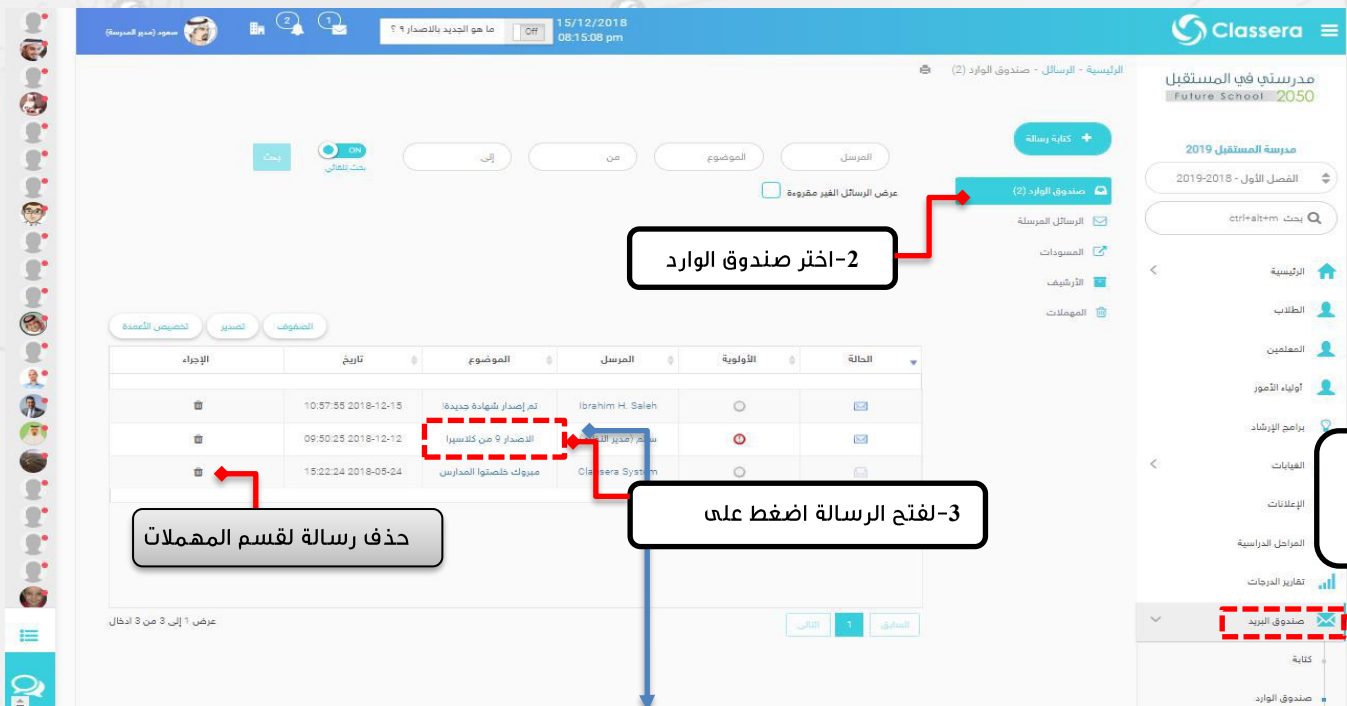 Classera
15/12/2018
08:15:08 pm
Off
ما هو الجديد بالاصدار ٩ ؟
1
2
سعود (مدير المدرسة)
مدرستي في المستقبل
Future School 2050
مدرسة المستقبل 2019
الفصل الأول - 2018-2019
بحث ctrl+alt+m
الرئيسية
الطلاب
المعلمين
أولياء الأمور
برامج الإرشاد
الغيابات
الإعلانات
المراحل الدراسية
تقارير الدرجات
صندوق البريد
كتابة
صندوق الوارد
الرئيسية - الرسائل - صندوق الوارد (2)
+ كتابة رسالة
صندوق الوارد (2)
الرسائل المرسلة
المسودات
الأرشيف
المهملات
المرسل
الموضوع
من
إلى
ON
بحث تلقائي
بحث
عرض الرسائل الغير مقروءة
2-اختر صندوق الوارد
الصفوف
تصدير
تخصيص الأعمدة
الحالة الأولوية المرسل الموضوع تاريخ الإجراء
Ibrahim H. Saleh تم إصدار شهادة جديدة! 2018-12-15 10:57:55
الاصدار 9 من كلاسيرا 2018-12-12 09:50:25
مبروك خلصتوا المدارس 2018-05-24 15:22:24
3-لفتح الرسالة اضغط على
حذف رسالة لقسم المهملات
السابق 1 التالي
عرض 1 إلى 3 من 3 ادخال